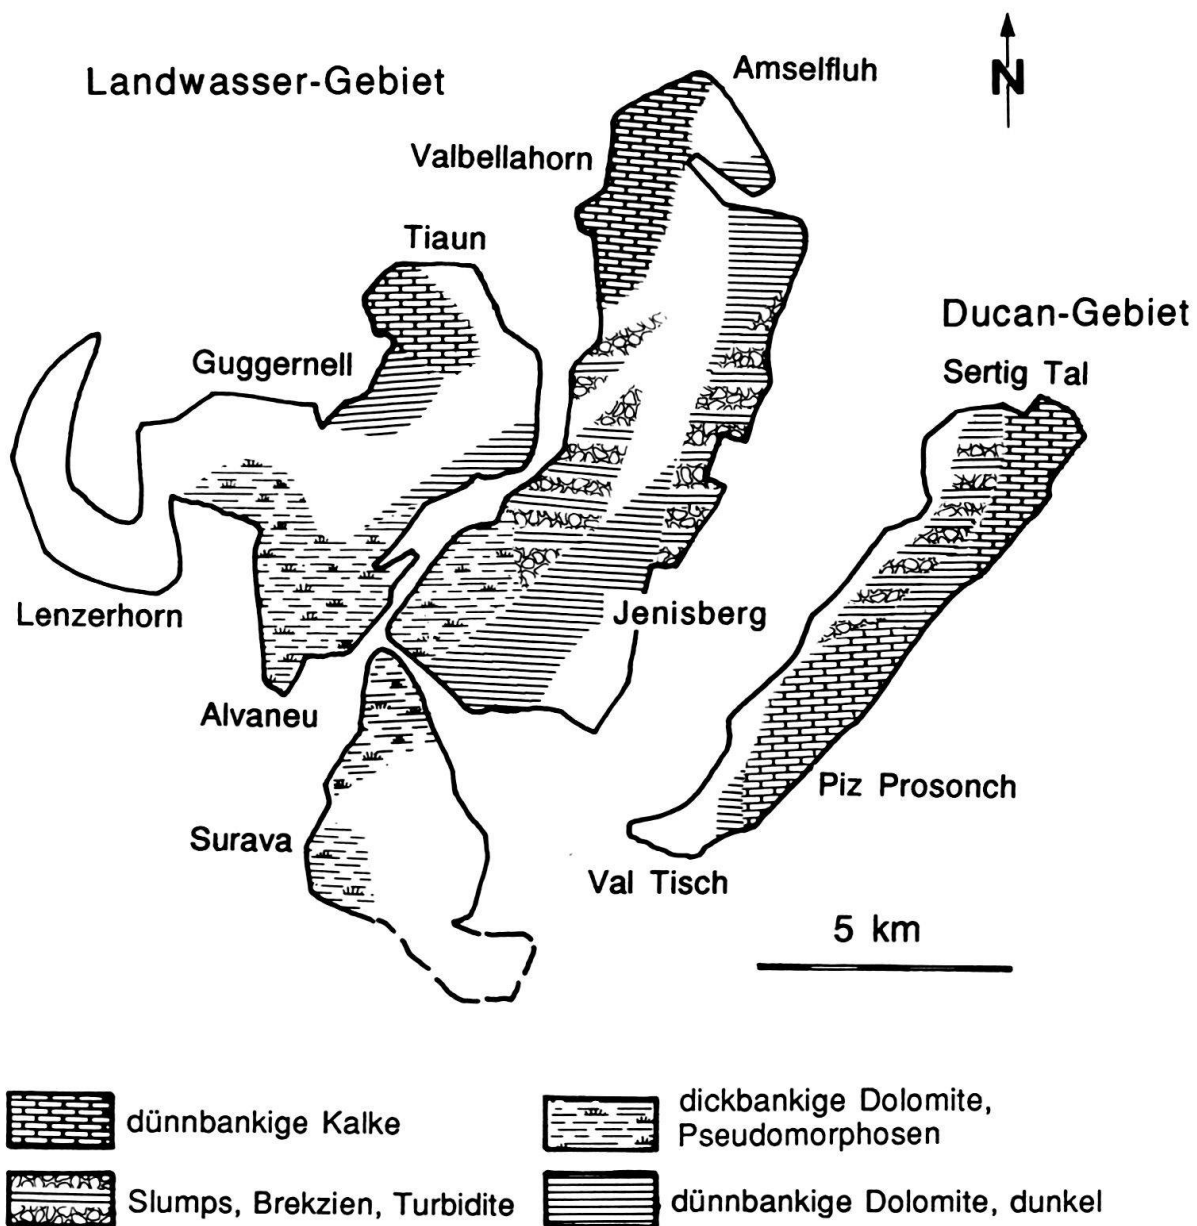 Landwasser-Gebiet
Amselfluh
N
Valbellahorn
Tiaun
Ducan-Gebiet
Guggernell
Sertig Tal
Lenzerhorn
Jenisberg
Alvaneu
Piz Prosonch
Surava
Val Tisch
5 km
dünnbankige Kalke
dickbankige Dolomite,
Pseudomorphosen
Slumps, Brekzien, Turbidite
dünnbankige Dolomite, dunkel